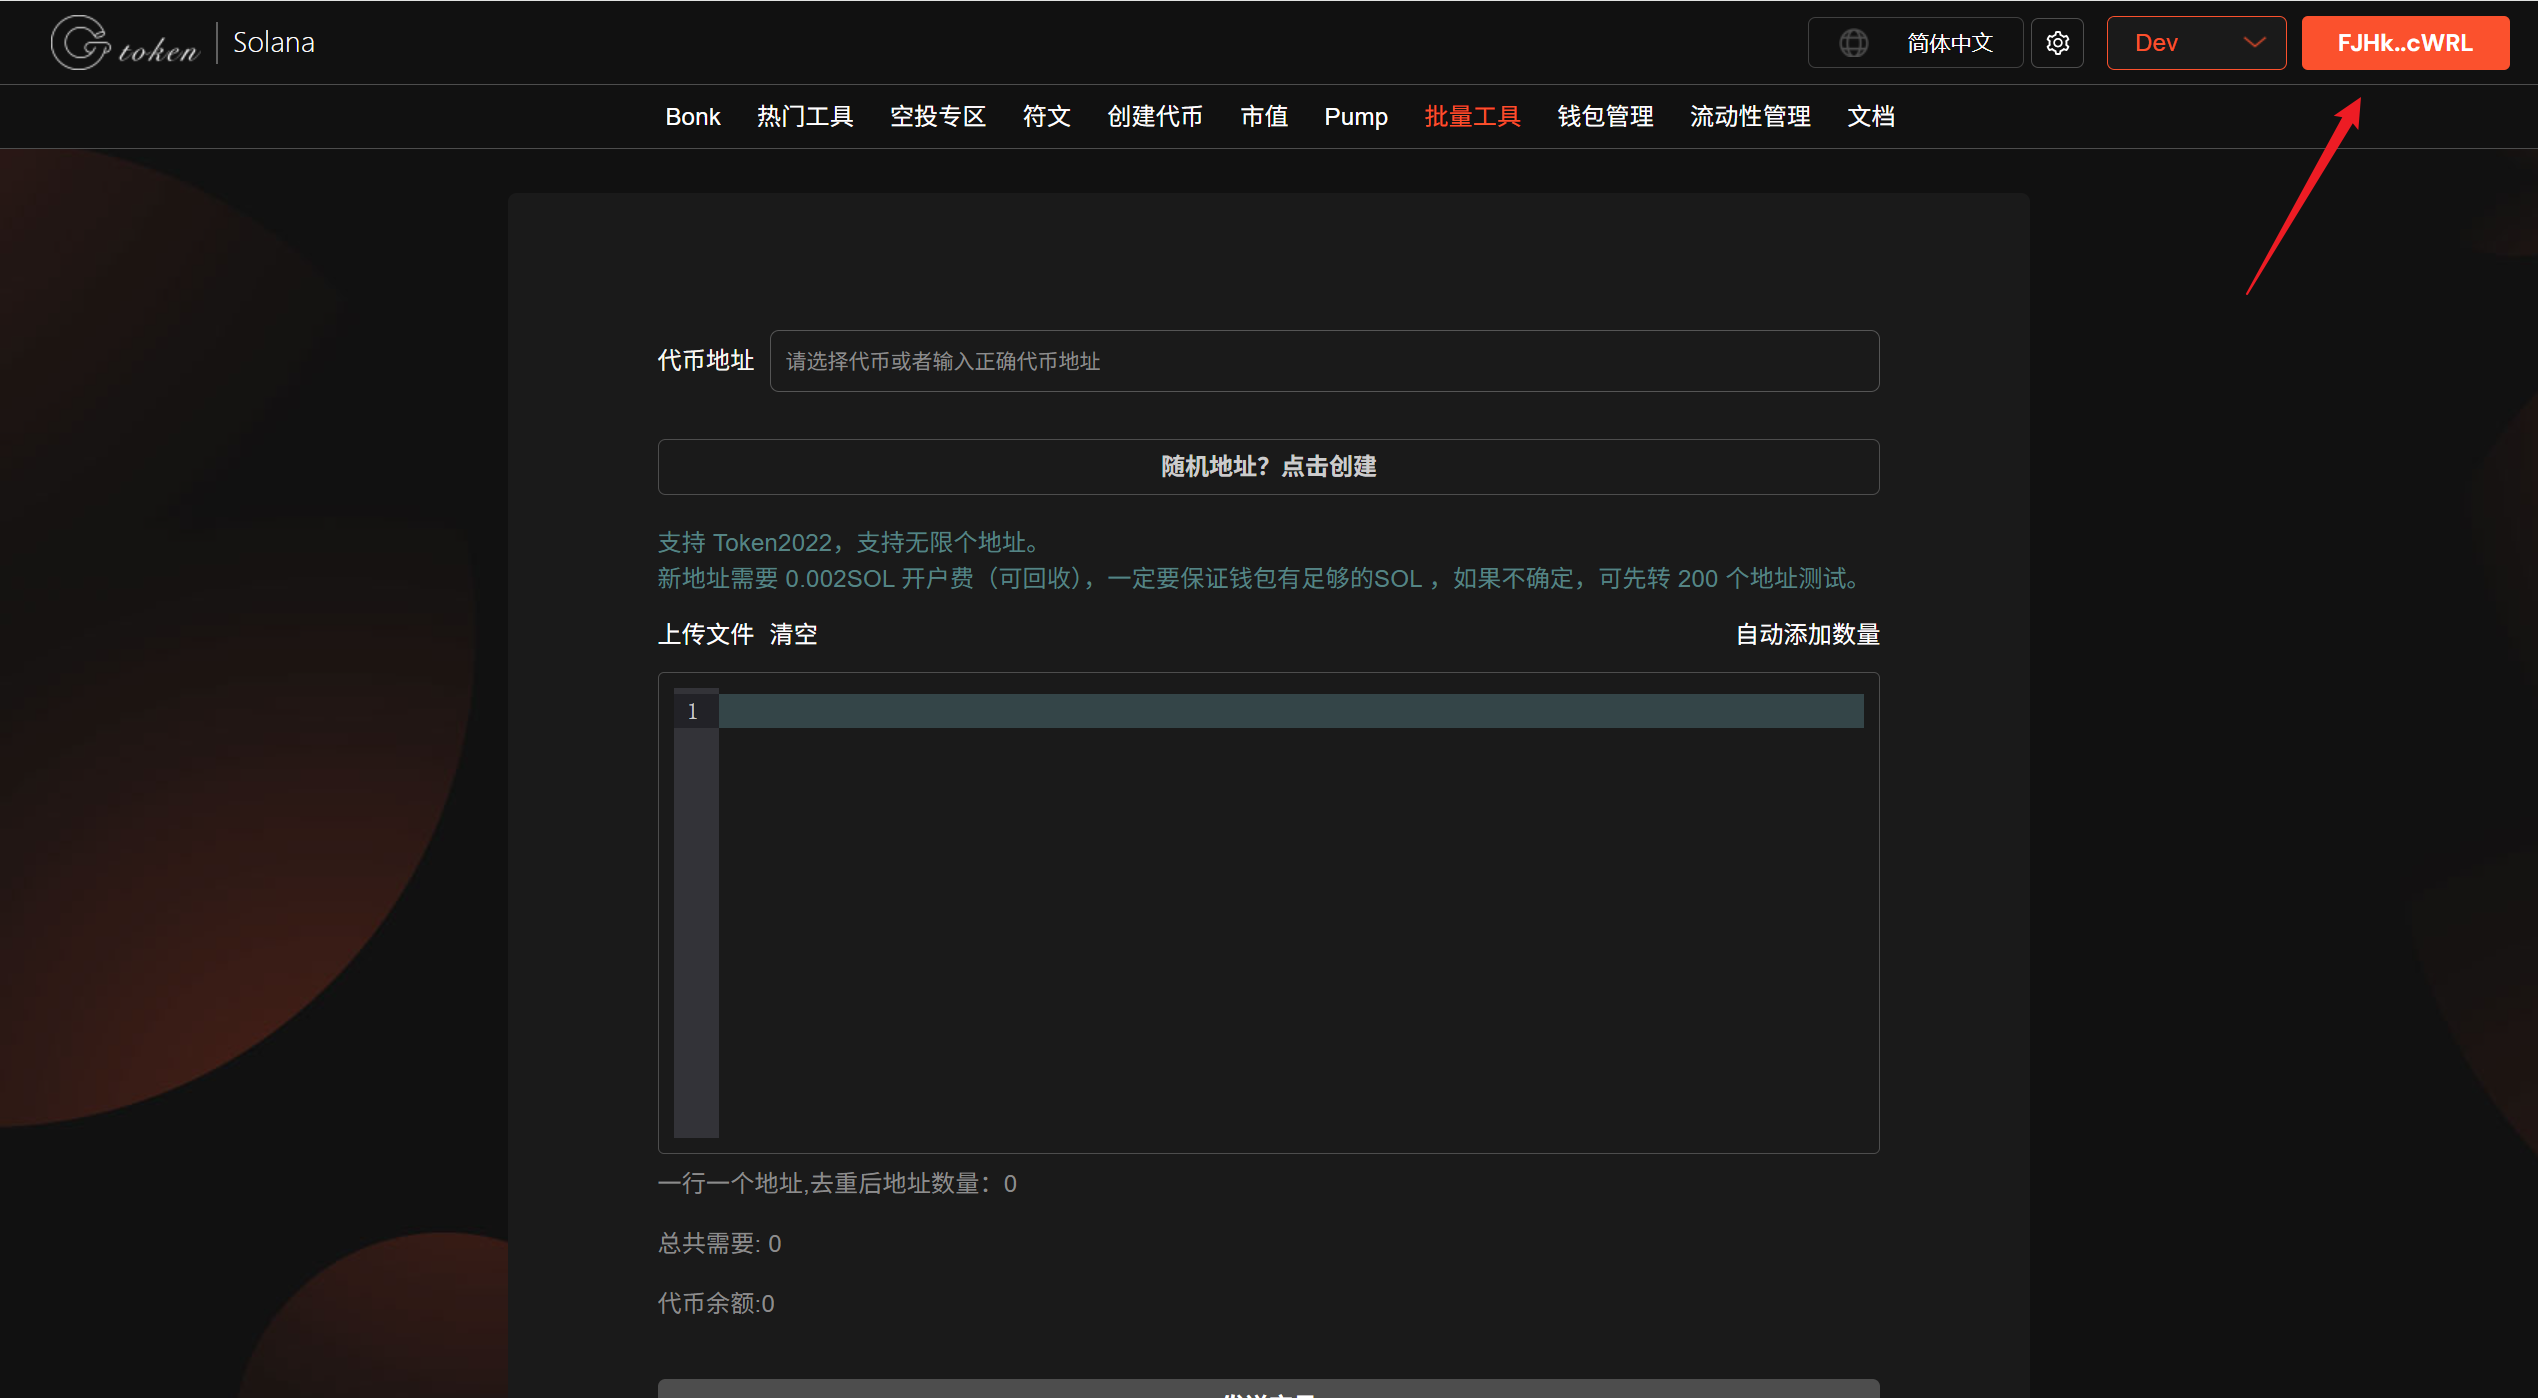 GT token | Solana
简体中文
Dev
FJHk..cWRL
Bonk 热门工具 空投专区 符文 创建代币 市值 Pump 批量工具 钱包管理 流动性管理 文档
代币地址 请选择代币或者输入正确代币地址
随机地址？点击创建
支持 Token2022，支持无限个地址。
新地址需要 0.002SOL 开户费（可回收），一定要保证钱包有足够的SOL ，如果不确定，可先转 200 个地址测试。
上传文件 清空 自动添加数量
1
一行一个地址,去重后地址数量：0
总共需要: 0
代币余额:0